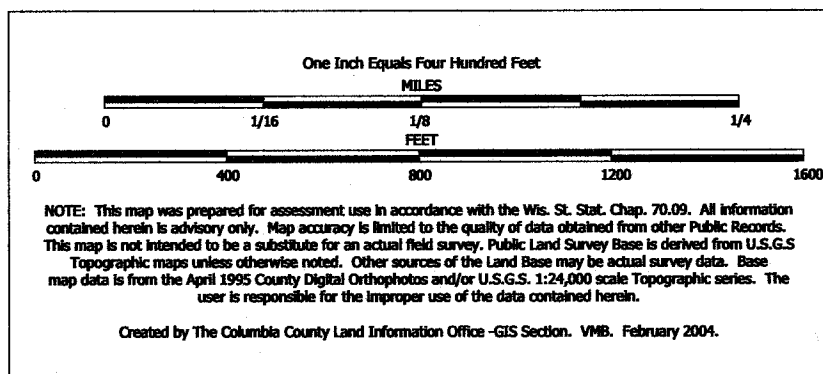 One Inch Equals Four Hundred Feet
MILES
0 1/16 1/8 1/4
FEET
0 400 800 1200 1600
NOTE: This map was prepared for assessment use in accordance with the Wis. St. Stat. Chap. 70.09. All information
contained herein is advisory only. Map accuracy is limited to the quality of data obtained from other Public Records.
This map is not intended to be a substitute for an actual field survey. Public Land Survey Base is derived from U.S.G.S
Topographic maps unless otherwise noted. Other sources of the Land Base may be actual survey data. Base
map data is from the April 1995 County Digital Orthophotos and/or U.S.G.S. 1:24,000 scale Topographic series. The
user is responsible for the improper use of the data contained herein.
Created by The Columbia County Land Information Office -GIS Section. VMB. February 2004.